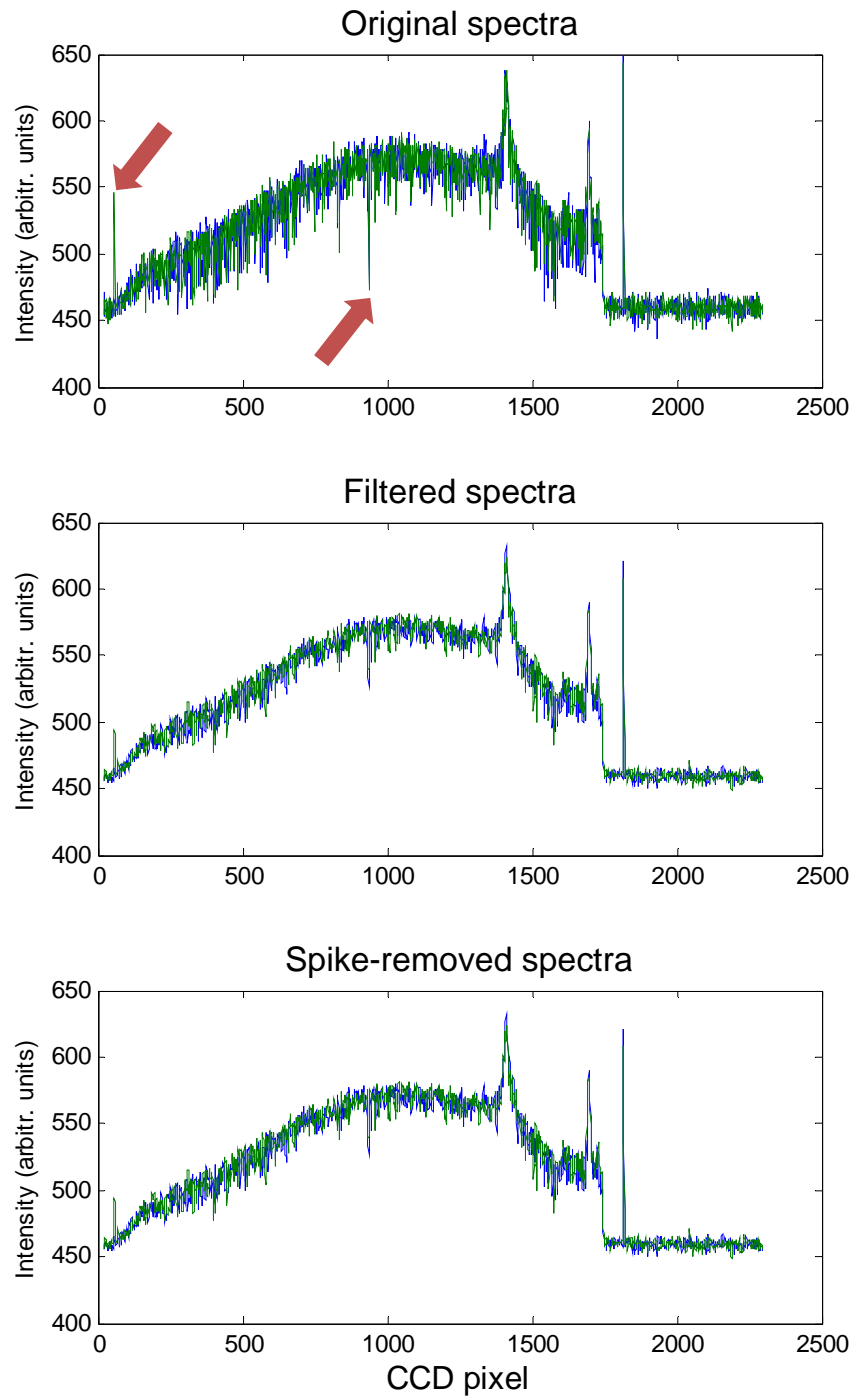 Original spectra
Intensity (arbitr. units)
650
600
550
500
450
400
0 500 1000 1500 2000 2500
Filtered spectra
Intensity (arbitr. units)
650
600
550
500
450
400
0 500 1000 1500 2000 2500
Spike-removed spectra
Intensity (arbitr. units)
650
600
550
500
450
400
0 500 1000 1500 2000 2500
CCD pixel